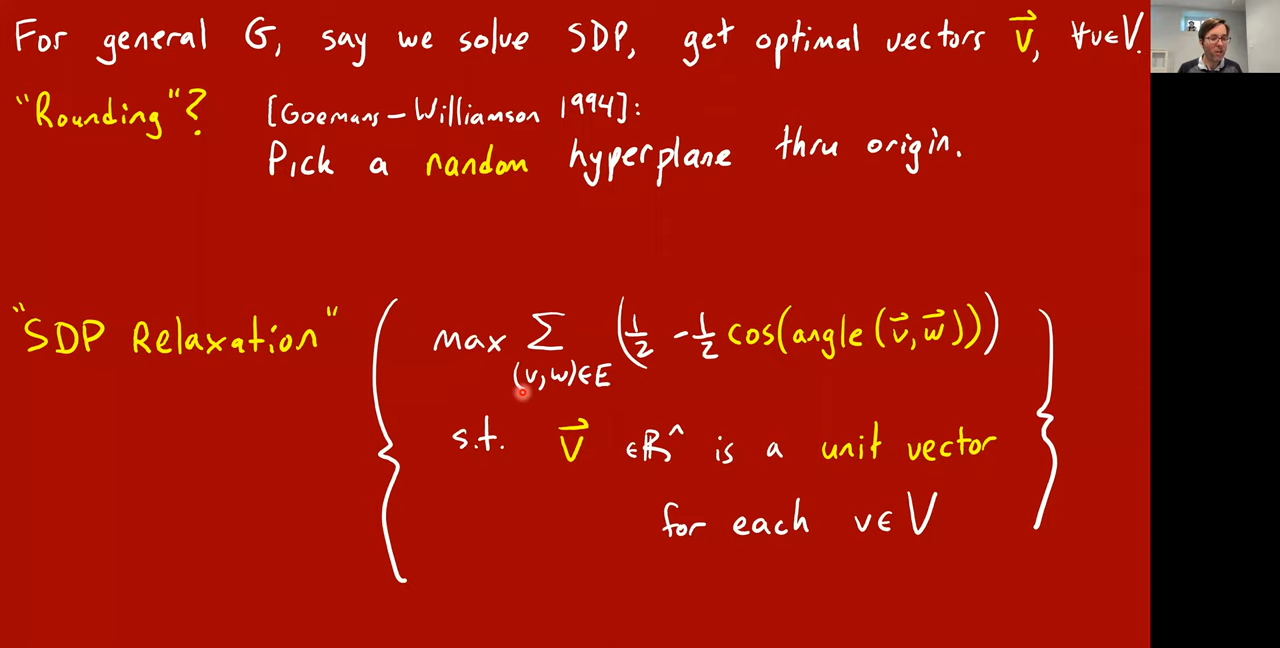 For general G, say we solve SDP, get optimal vectors v⃗, ∀v∈V.
"Rounding"? [Goemans–Williamson 1994]:
Pick a random hyperplane thru origin.
"SDP Relaxation" { max ∑ (½ - ½ cos(angle(v⃗,w⃗))) }
(v,w)∈E
s.t. v⃗ ∈ℝ^n is a unit vector
for each v∈V